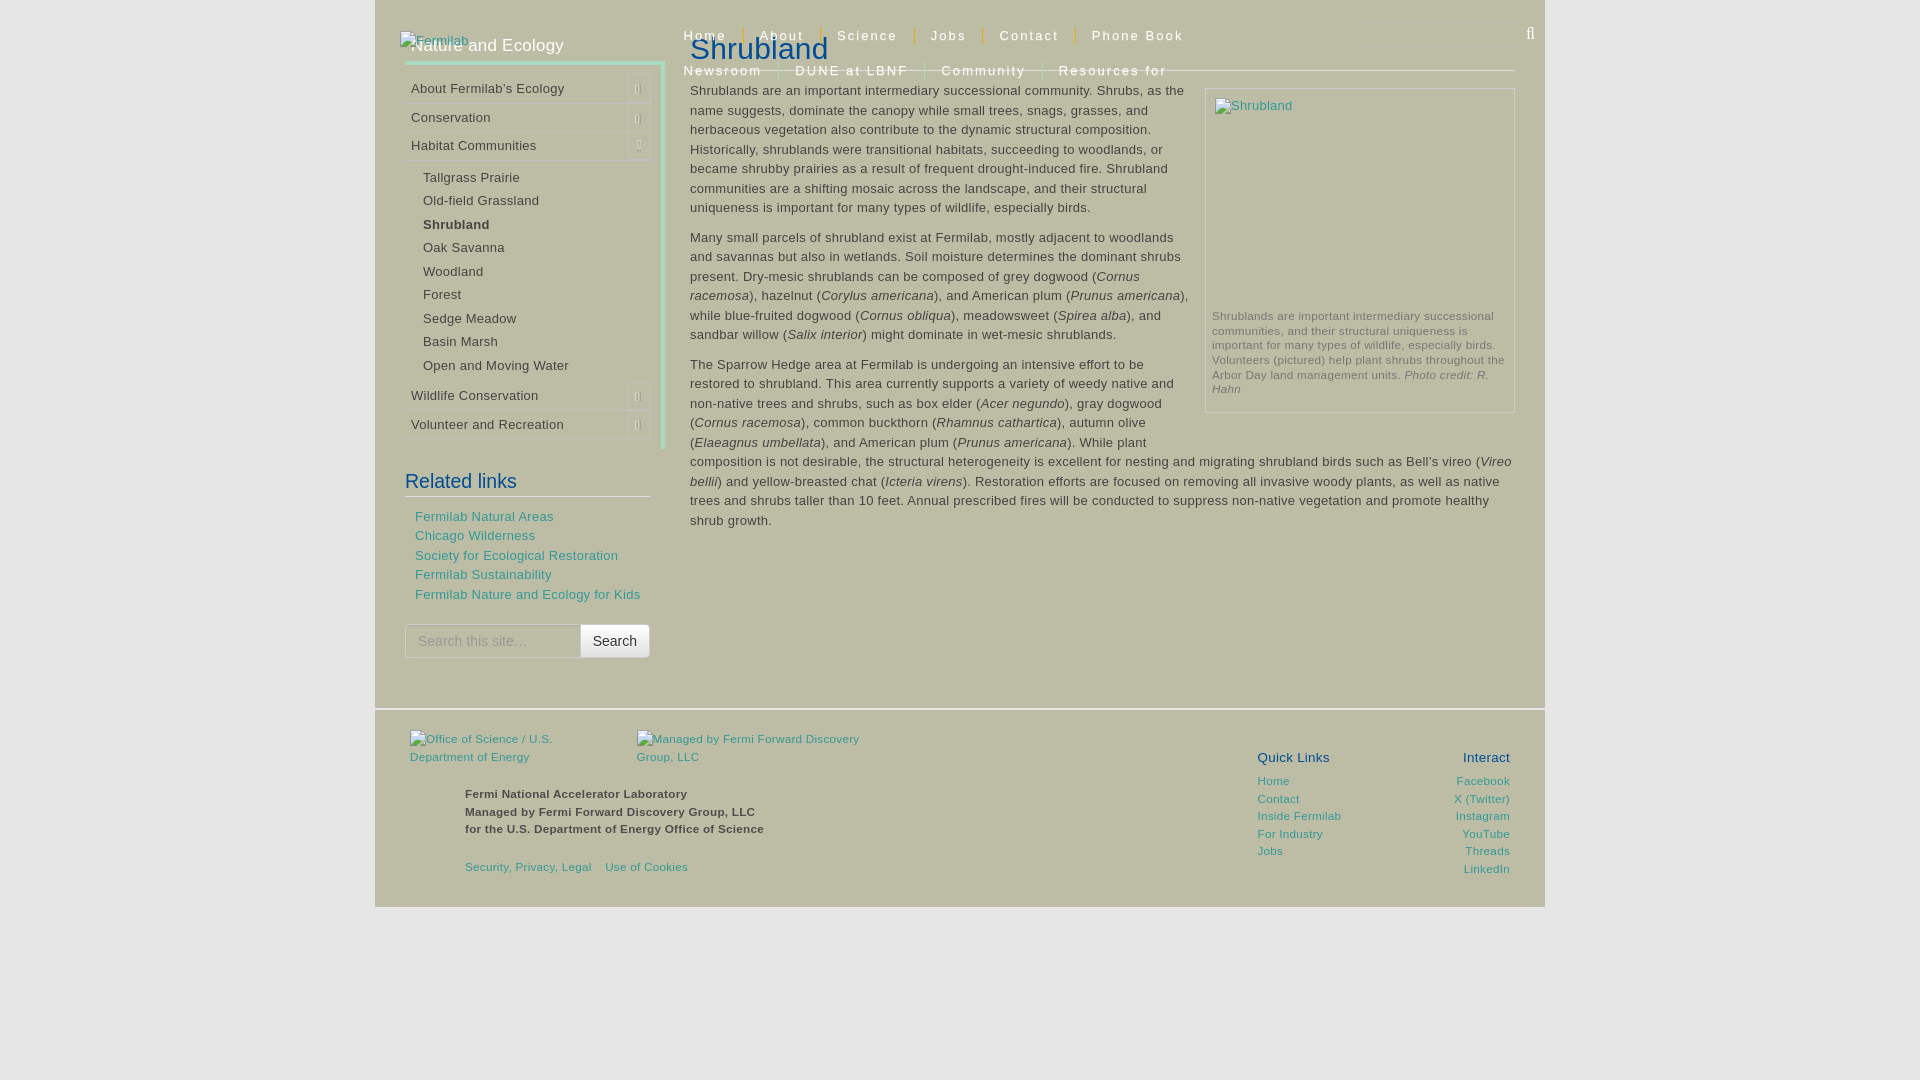 Fermilab
Home
About
Science
Jobs
Contact
Phone Book
Newsroom
DUNE at LBNF
Community
Resources for
Nature and Ecology
About Fermilab’s Ecology
Conservation
Habitat Communities
Tallgrass Prairie
Old-field Grassland
Shrubland
Oak Savanna
Woodland
Forest
Sedge Meadow
Basin Marsh
Open and Moving Water
Wildlife Conservation
Volunteer and Recreation
Related links
Fermilab Natural Areas
Chicago Wilderness
Society for Ecological Restoration
Fermilab Sustainability
Fermilab Nature and Ecology for Kids
Search this site…
Search
Shrubland
Shrublands are an important intermediary successional community. Shrubs, as the
name suggests, dominate the canopy while small trees, snags, grasses, and
herbaceous vegetation also contribute to the dynamic structural composition.
Historically, shrublands were transitional habitats, succeeding to woodlands, or
became shrubby prairies as a result of frequent drought-induced fire. Shrubland
communities are a shifting mosaic across the landscape, and their structural
uniqueness is important for many types of wildlife, especially birds.
Many small parcels of shrubland exist at Fermilab, mostly adjacent to woodlands
and savannas but also in wetlands. Soil moisture determines the dominant shrubs
present. Dry-mesic shrublands can be composed of grey dogwood (Cornus
racemosa), hazelnut (Corylus americana), and American plum (Prunus americana),
while blue-fruited dogwood (Cornus obliqua), meadowsweet (Spirea alba), and
sandbar willow (Salix interior) might dominate in wet-mesic shrublands.
The Sparrow Hedge area at Fermilab is undergoing an intensive effort to be
restored to shrubland. This area currently supports a variety of weedy native and
non-native trees and shrubs, such as box elder (Acer negundo), gray dogwood
(Cornus racemosa), common buckthorn (Rhamnus cathartica), autumn olive
(Elaeagnus umbellata), and American plum (Prunus americana). While plant
composition is not desirable, the structural heterogeneity is excellent for nesting and migrating shrubland birds such as Bell’s vireo (Vireo
bellii) and yellow-breasted chat (Icteria virens). Restoration efforts are focused on removing all invasive woody plants, as well as native
trees and shrubs taller than 10 feet. Annual prescribed fires will be conducted to suppress non-native vegetation and promote healthy
shrub growth.
Shrubland
Shrublands are important intermediary successional
communities, and their structural uniqueness is
important for many types of wildlife, especially birds.
Volunteers (pictured) help plant shrubs throughout the
Arbor Day land management units. Photo credit: R.
Hahn
Office of Science / U.S.
Department of Energy
Managed by Fermi Forward Discovery
Group, LLC
Fermi National Accelerator Laboratory
Managed by Fermi Forward Discovery Group, LLC
for the U.S. Department of Energy Office of Science
Security, Privacy, Legal
Use of Cookies
Quick Links
Home
Contact
Inside Fermilab
For Industry
Jobs
Interact
Facebook
X (Twitter)
Instagram
YouTube
Threads
LinkedIn